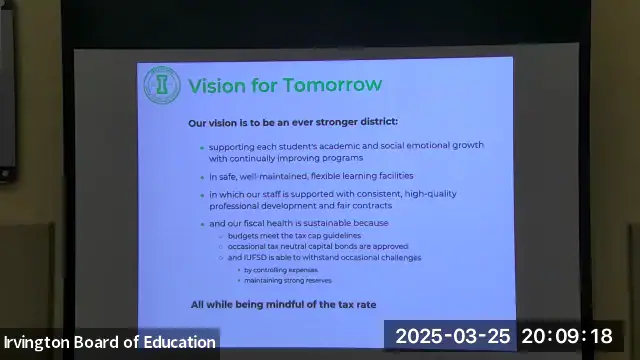 I
Vision for Tomorrow
Our vision is to be an ever stronger district:
supporting each student's academic and social emotional growth
with continually improving programs
in safe, well-maintained, flexible learning facilities
in which our staff is supported with consistent, high-quality
professional development and fair contracts
and our fiscal health is sustainable because
budgets meet the tax cap guidelines
occasional tax neutral capital bonds are approved
and IUFSD is able to withstand occasional challenges
by controlling expenses
maintaining strong reserves
All while being mindful of the tax rate
Irvington Board of Education
2025-03-25 20:09:18